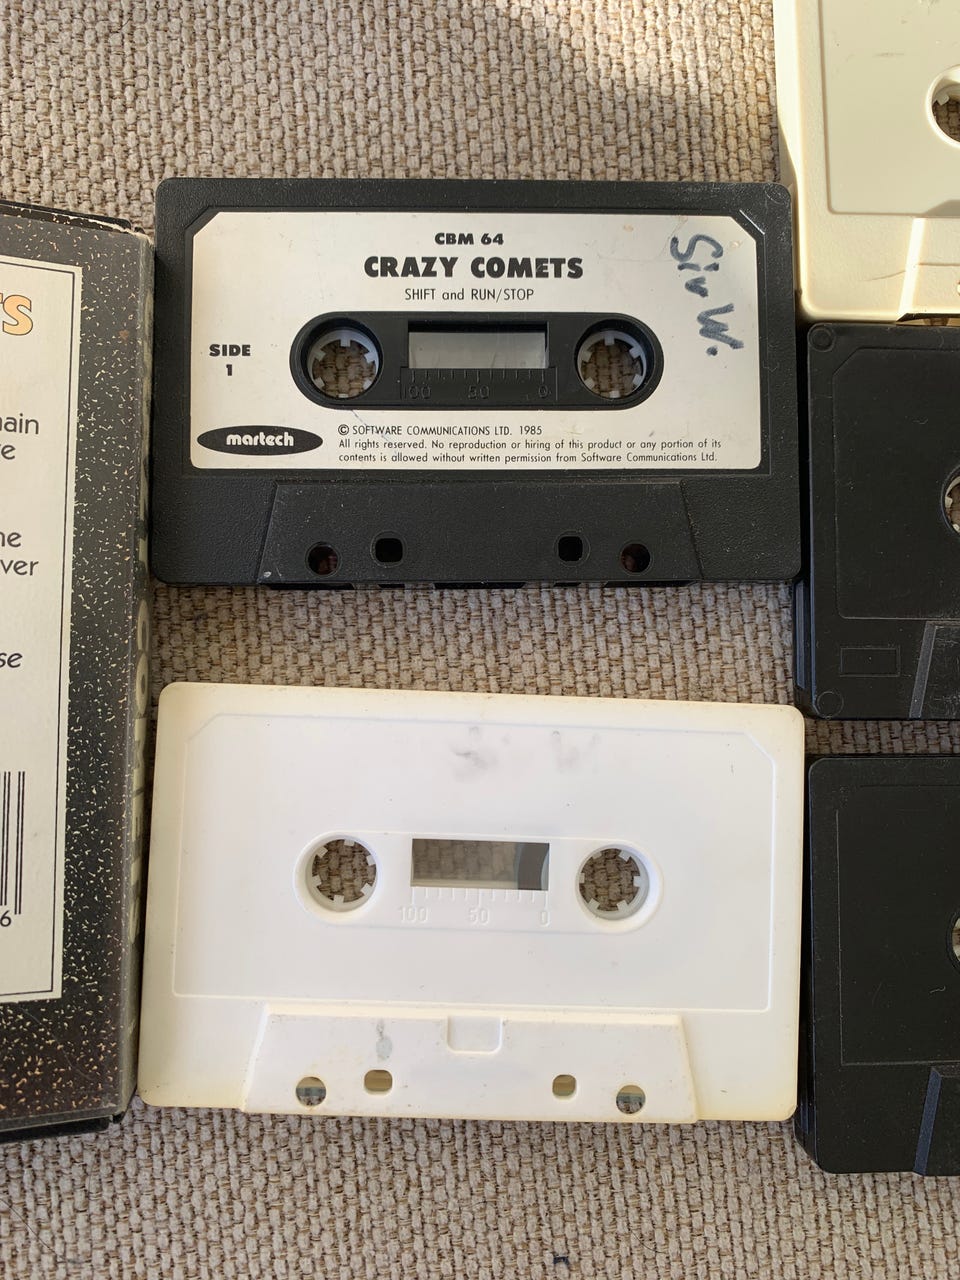 CBM 64
CRAZY COMETS
SHIFT and RUN/STOP
Siv W.
SIDE
1
100 50 0
martech
© SOFTWARE COMMUNICATIONS LTD. 1985
All rights reserved. No reproduction or hiring of this product or any portion of its
contents is allowed without written permission from Software Communications Ltd.
100 50 0
6